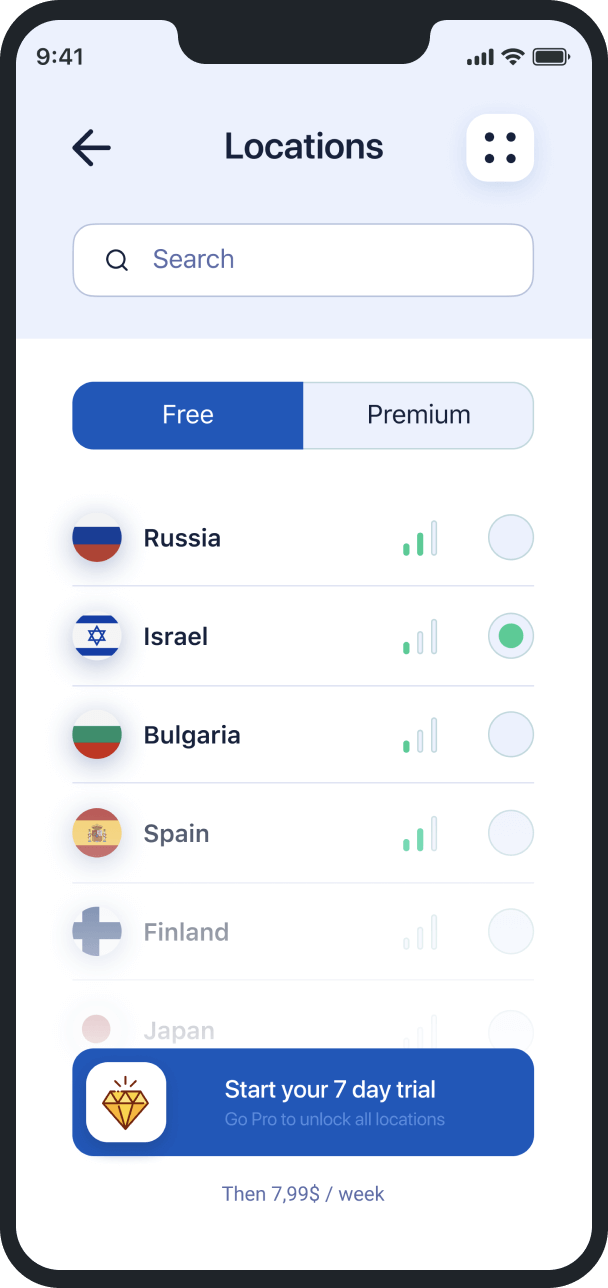 9:41
Locations
Search
Free
Premium
Russia
Israel
Bulgaria
Spain
Finland
Japan
Start your 7 day trial
Go Pro to unlock all locations
Then 7,99$ / week